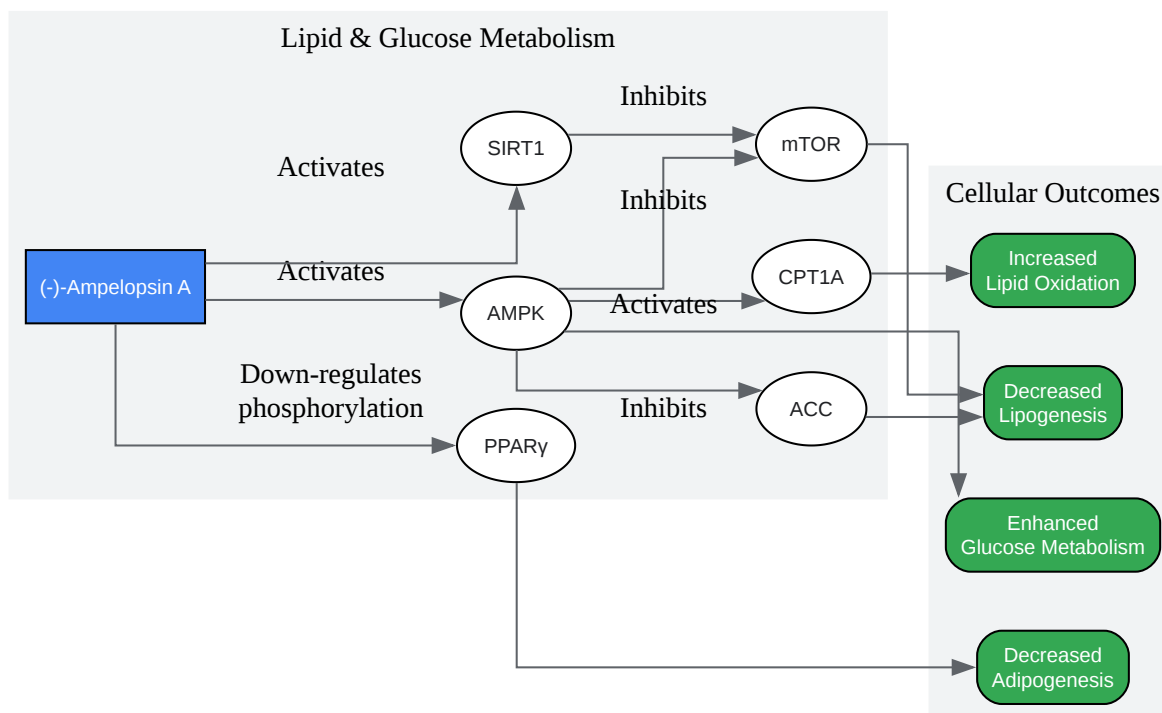 Lipid & Glucose Metabolism
Inhibits
SIRT1
mTOR
Activates
Inhibits
Cellular Outcomes
(-)-Ampelopsin A
Activates
AMPK
Activates
CPT1A
Increased
Lipid Oxidation
Down-regulates
phosphorylation
Inhibits
ACC
Decreased
Lipogenesis
PPARγ
Enhanced
Glucose Metabolism
Decreased
Adipogenesis